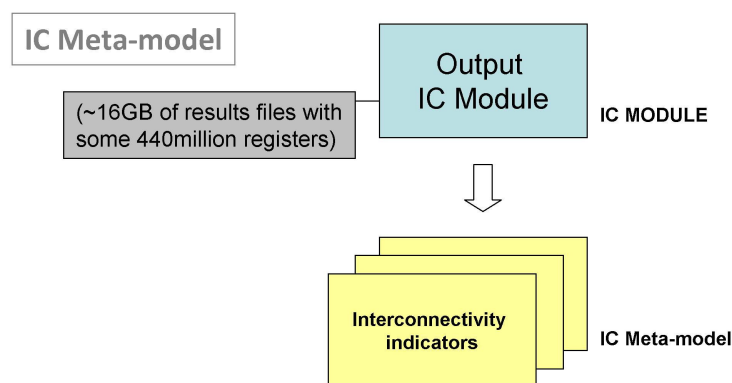 IC Meta-model
Output
IC Module
(~16GB of results files with
some 440million registers)
IC MODULE
Interconnectivity
indicators
IC Meta-model